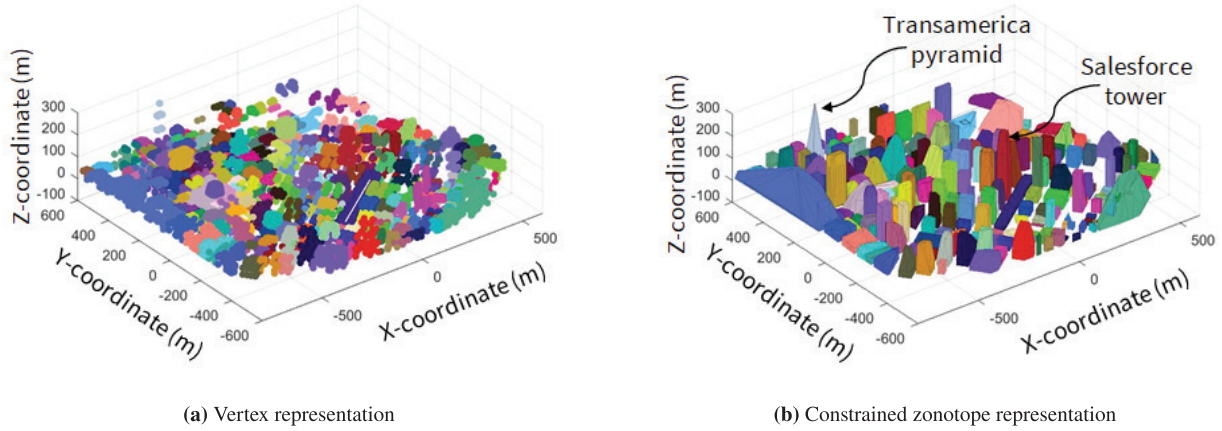 Z-coordinate (m)
300
200
100
0
-100
600
400
200
0
-200
-400
-600
Y-coordinate (m)
-500
0
500
X-coordinate (m)
(a) Vertex representation
Transamerica
pyramid
Salesforce
tower
Z-coordinate (m)
300
200
100
0
-100
600
400
200
0
-200
-400
-600
Y-coordinate (m)
-500
0
500
X-coordinate (m)
(b) Constrained zonotope representation